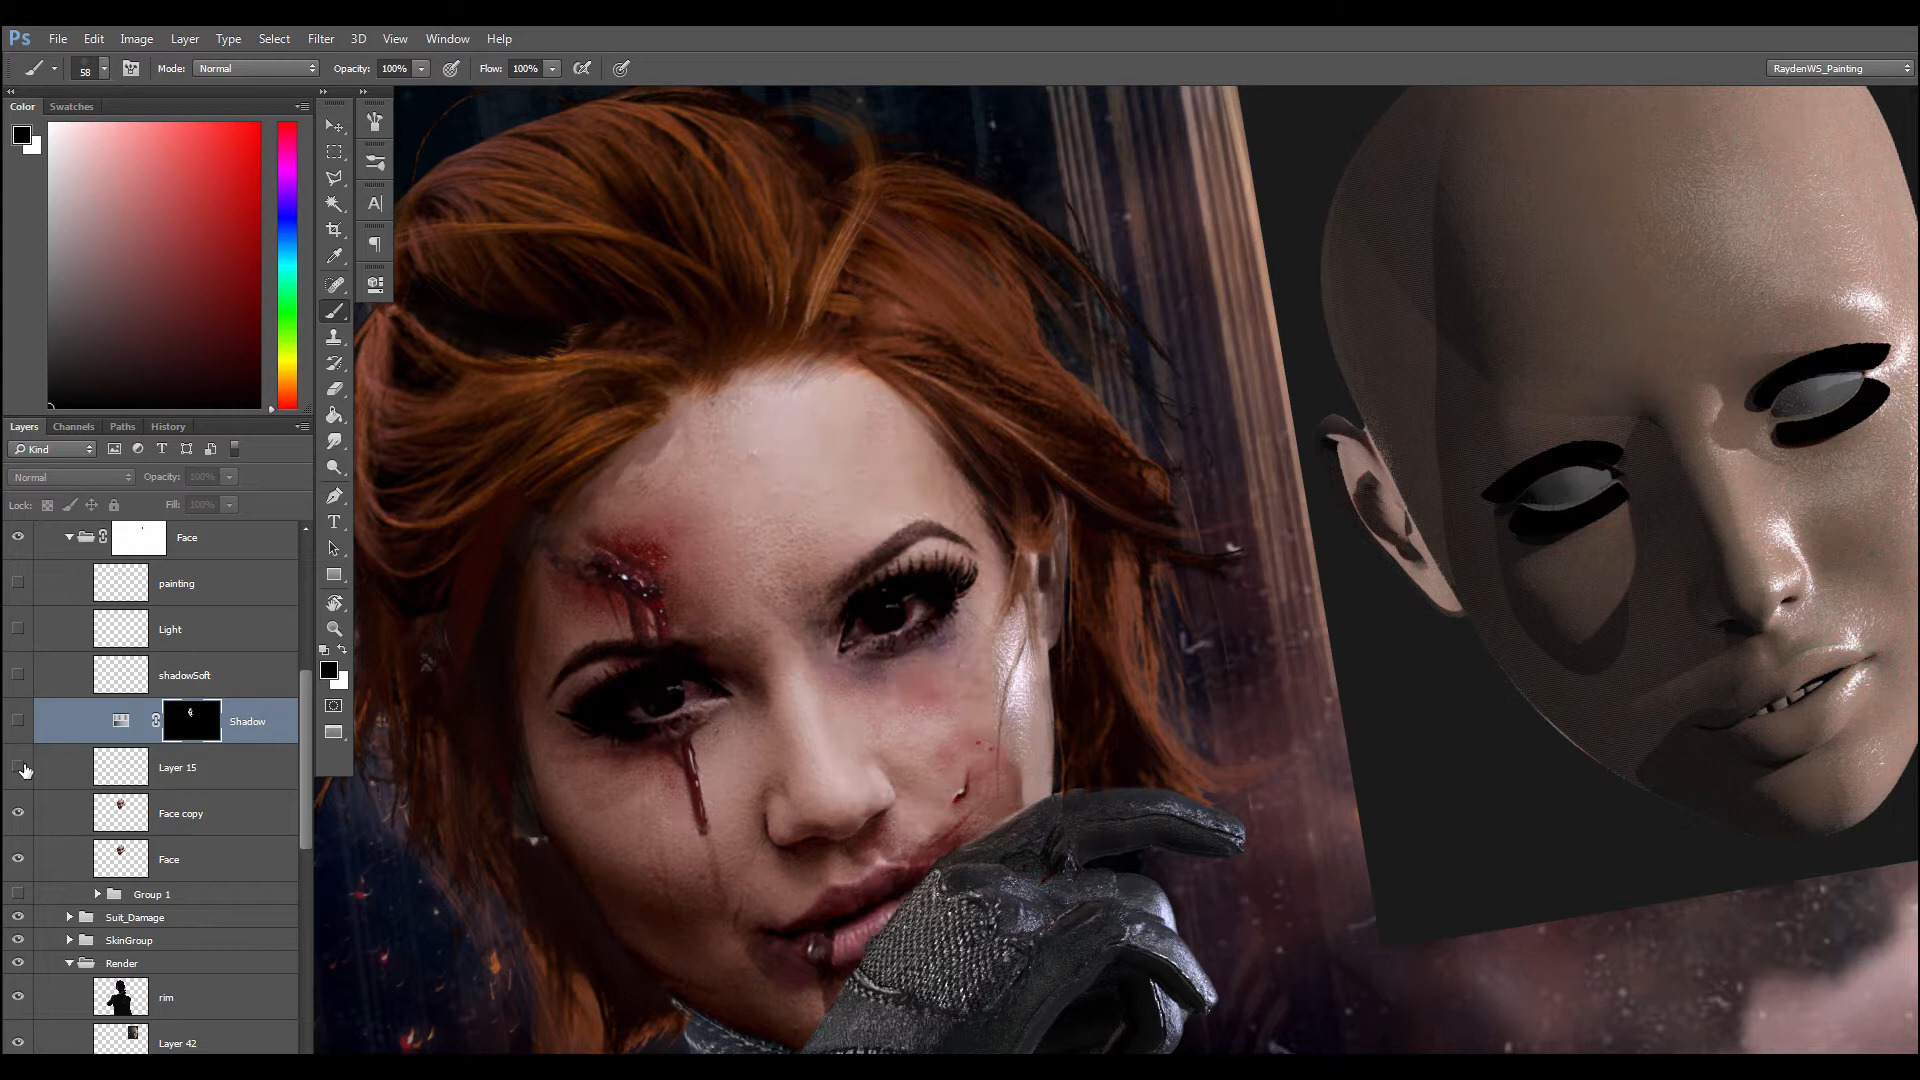 Ps File Edit Image Layer Type Select Filter 3D View Window Help
58 Mode: Normal Opacity: 100% Flow: 100% RaydenWS_Painting
Color Swatches
Layers Channels Paths History
Kind
Normal Opacity: 100%
Lock: Fill: 100%
Face
painting
Light
shadowSoft
Shadow
Layer 15
Face copy
Face
Group 1
Suit_Damage
SkinGroup
Render
rim
Layer 42